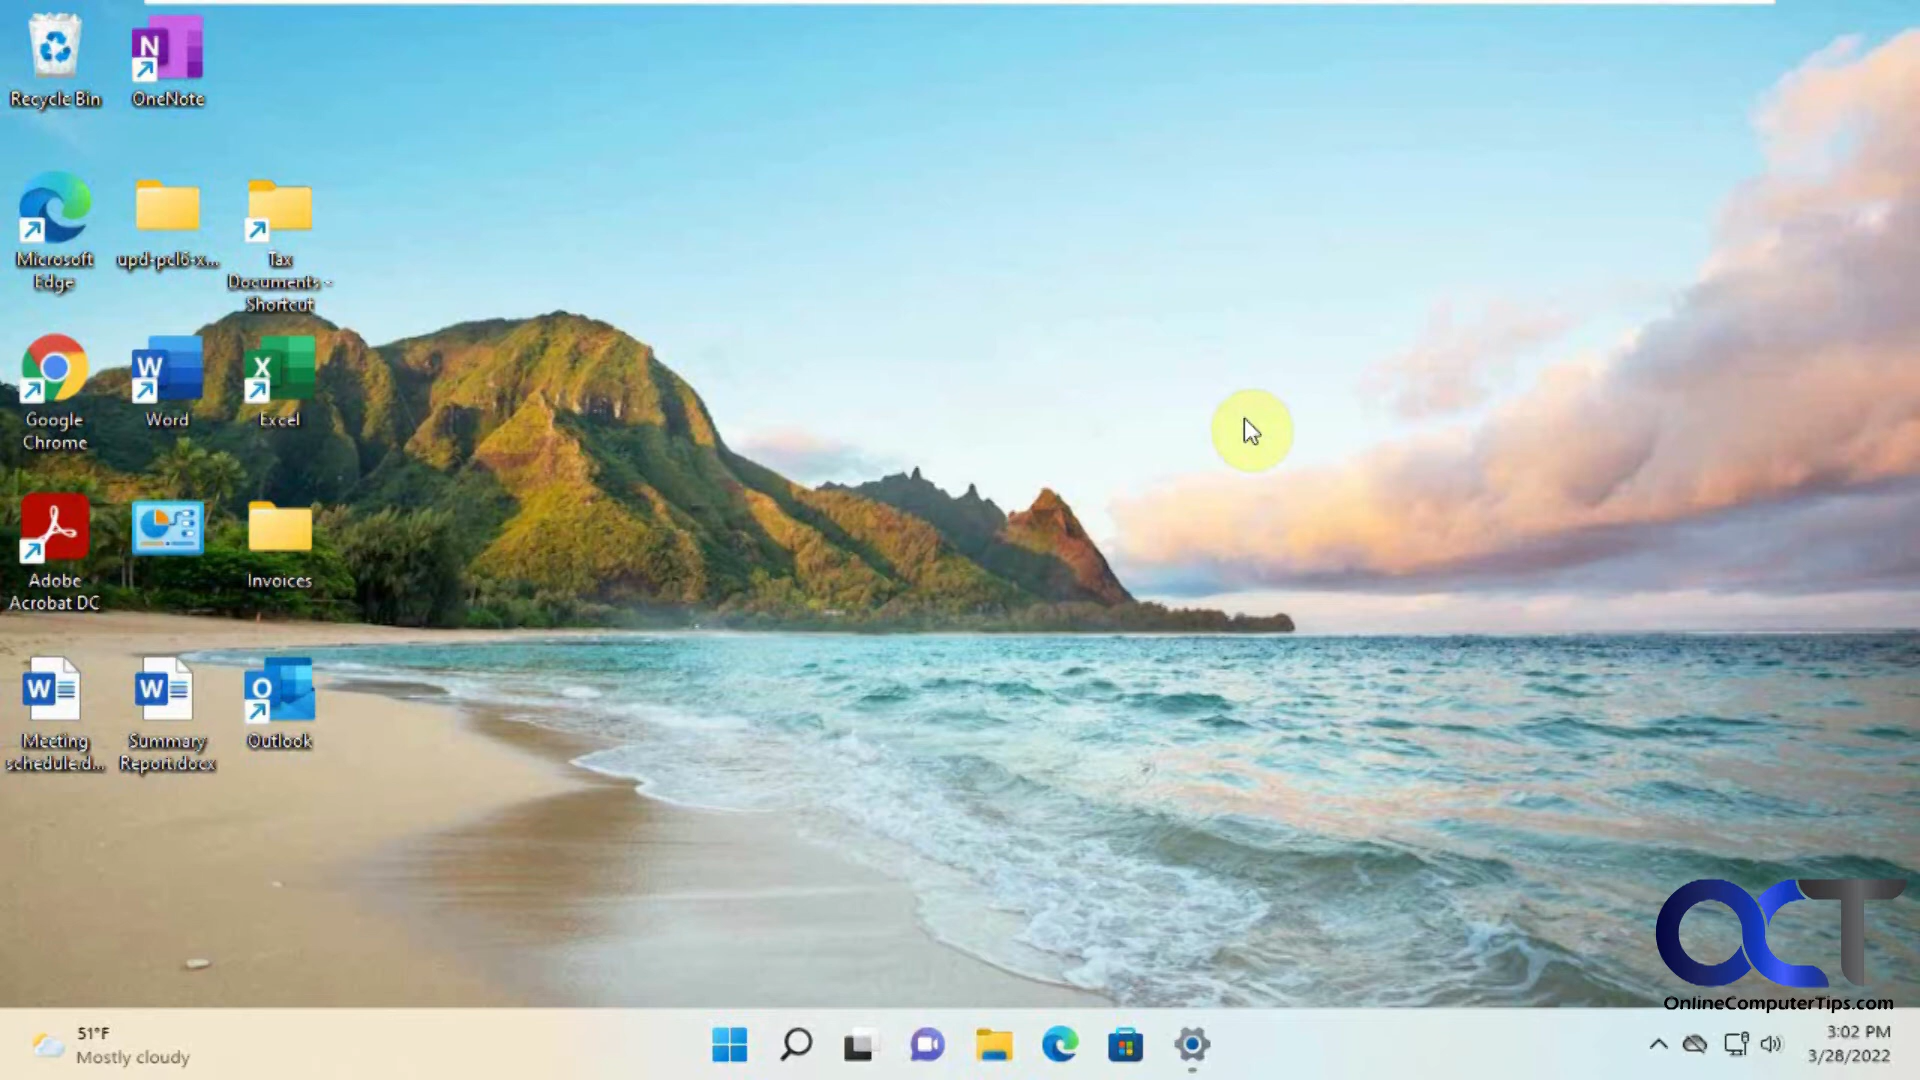 Recycle Bin
OneNote
Microsoft
Edge
upd-pcl6-x...
Tax
Documents -
Shortcut
Google
Chrome
Word
Excel
Adobe
Acrobat DC
Invoices
Meeting
schedule.d...
Summary
Report.docx
Outlook
OCT
OnlineComputerTips.com
51°F
Mostly cloudy
3:02 PM
3/28/2022